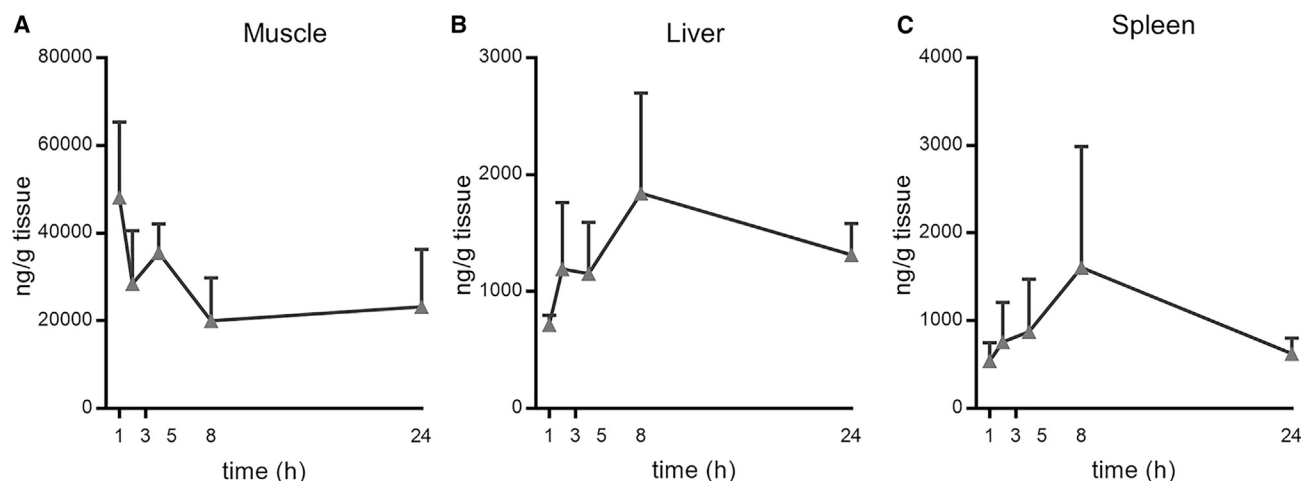 A
Muscle
80000
60000
40000
20000
0
ng/g tissue
1 3 5 8 24
time (h)
B
Liver
3000
2000
1000
0
ng/g tissue
1 3 5 8 24
time (h)
C
Spleen
4000
3000
2000
1000
0
ng/g tissue
1 3 5 8 24
time (h)